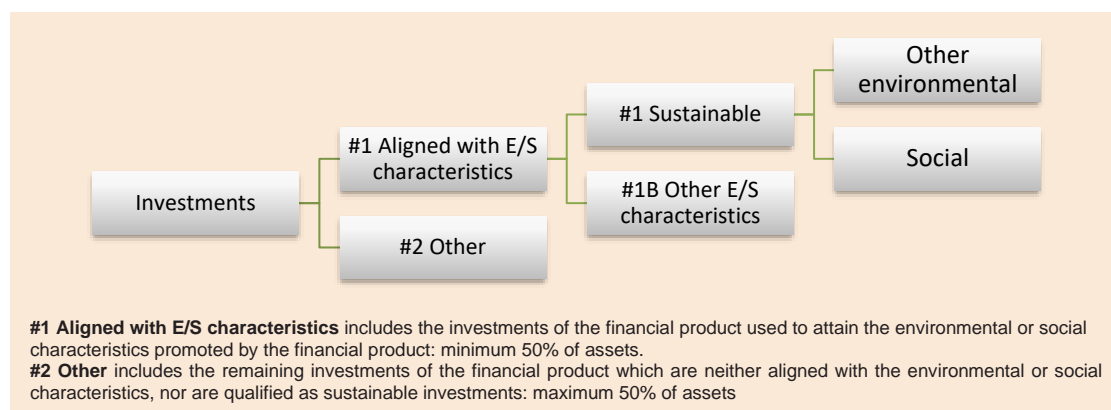 Other
environmental
#1 Sustainable
#1 Aligned with E/S
characteristics
Social
Investments
#1B Other E/S
characteristics
#2 Other
#1 Aligned with E/S characteristics includes the investments of the financial product used to attain the environmental or social
characteristics promoted by the financial product: minimum 50% of assets.
#2 Other includes the remaining investments of the financial product which are neither aligned with the environmental or social
characteristics, nor are qualified as sustainable investments: maximum 50% of assets